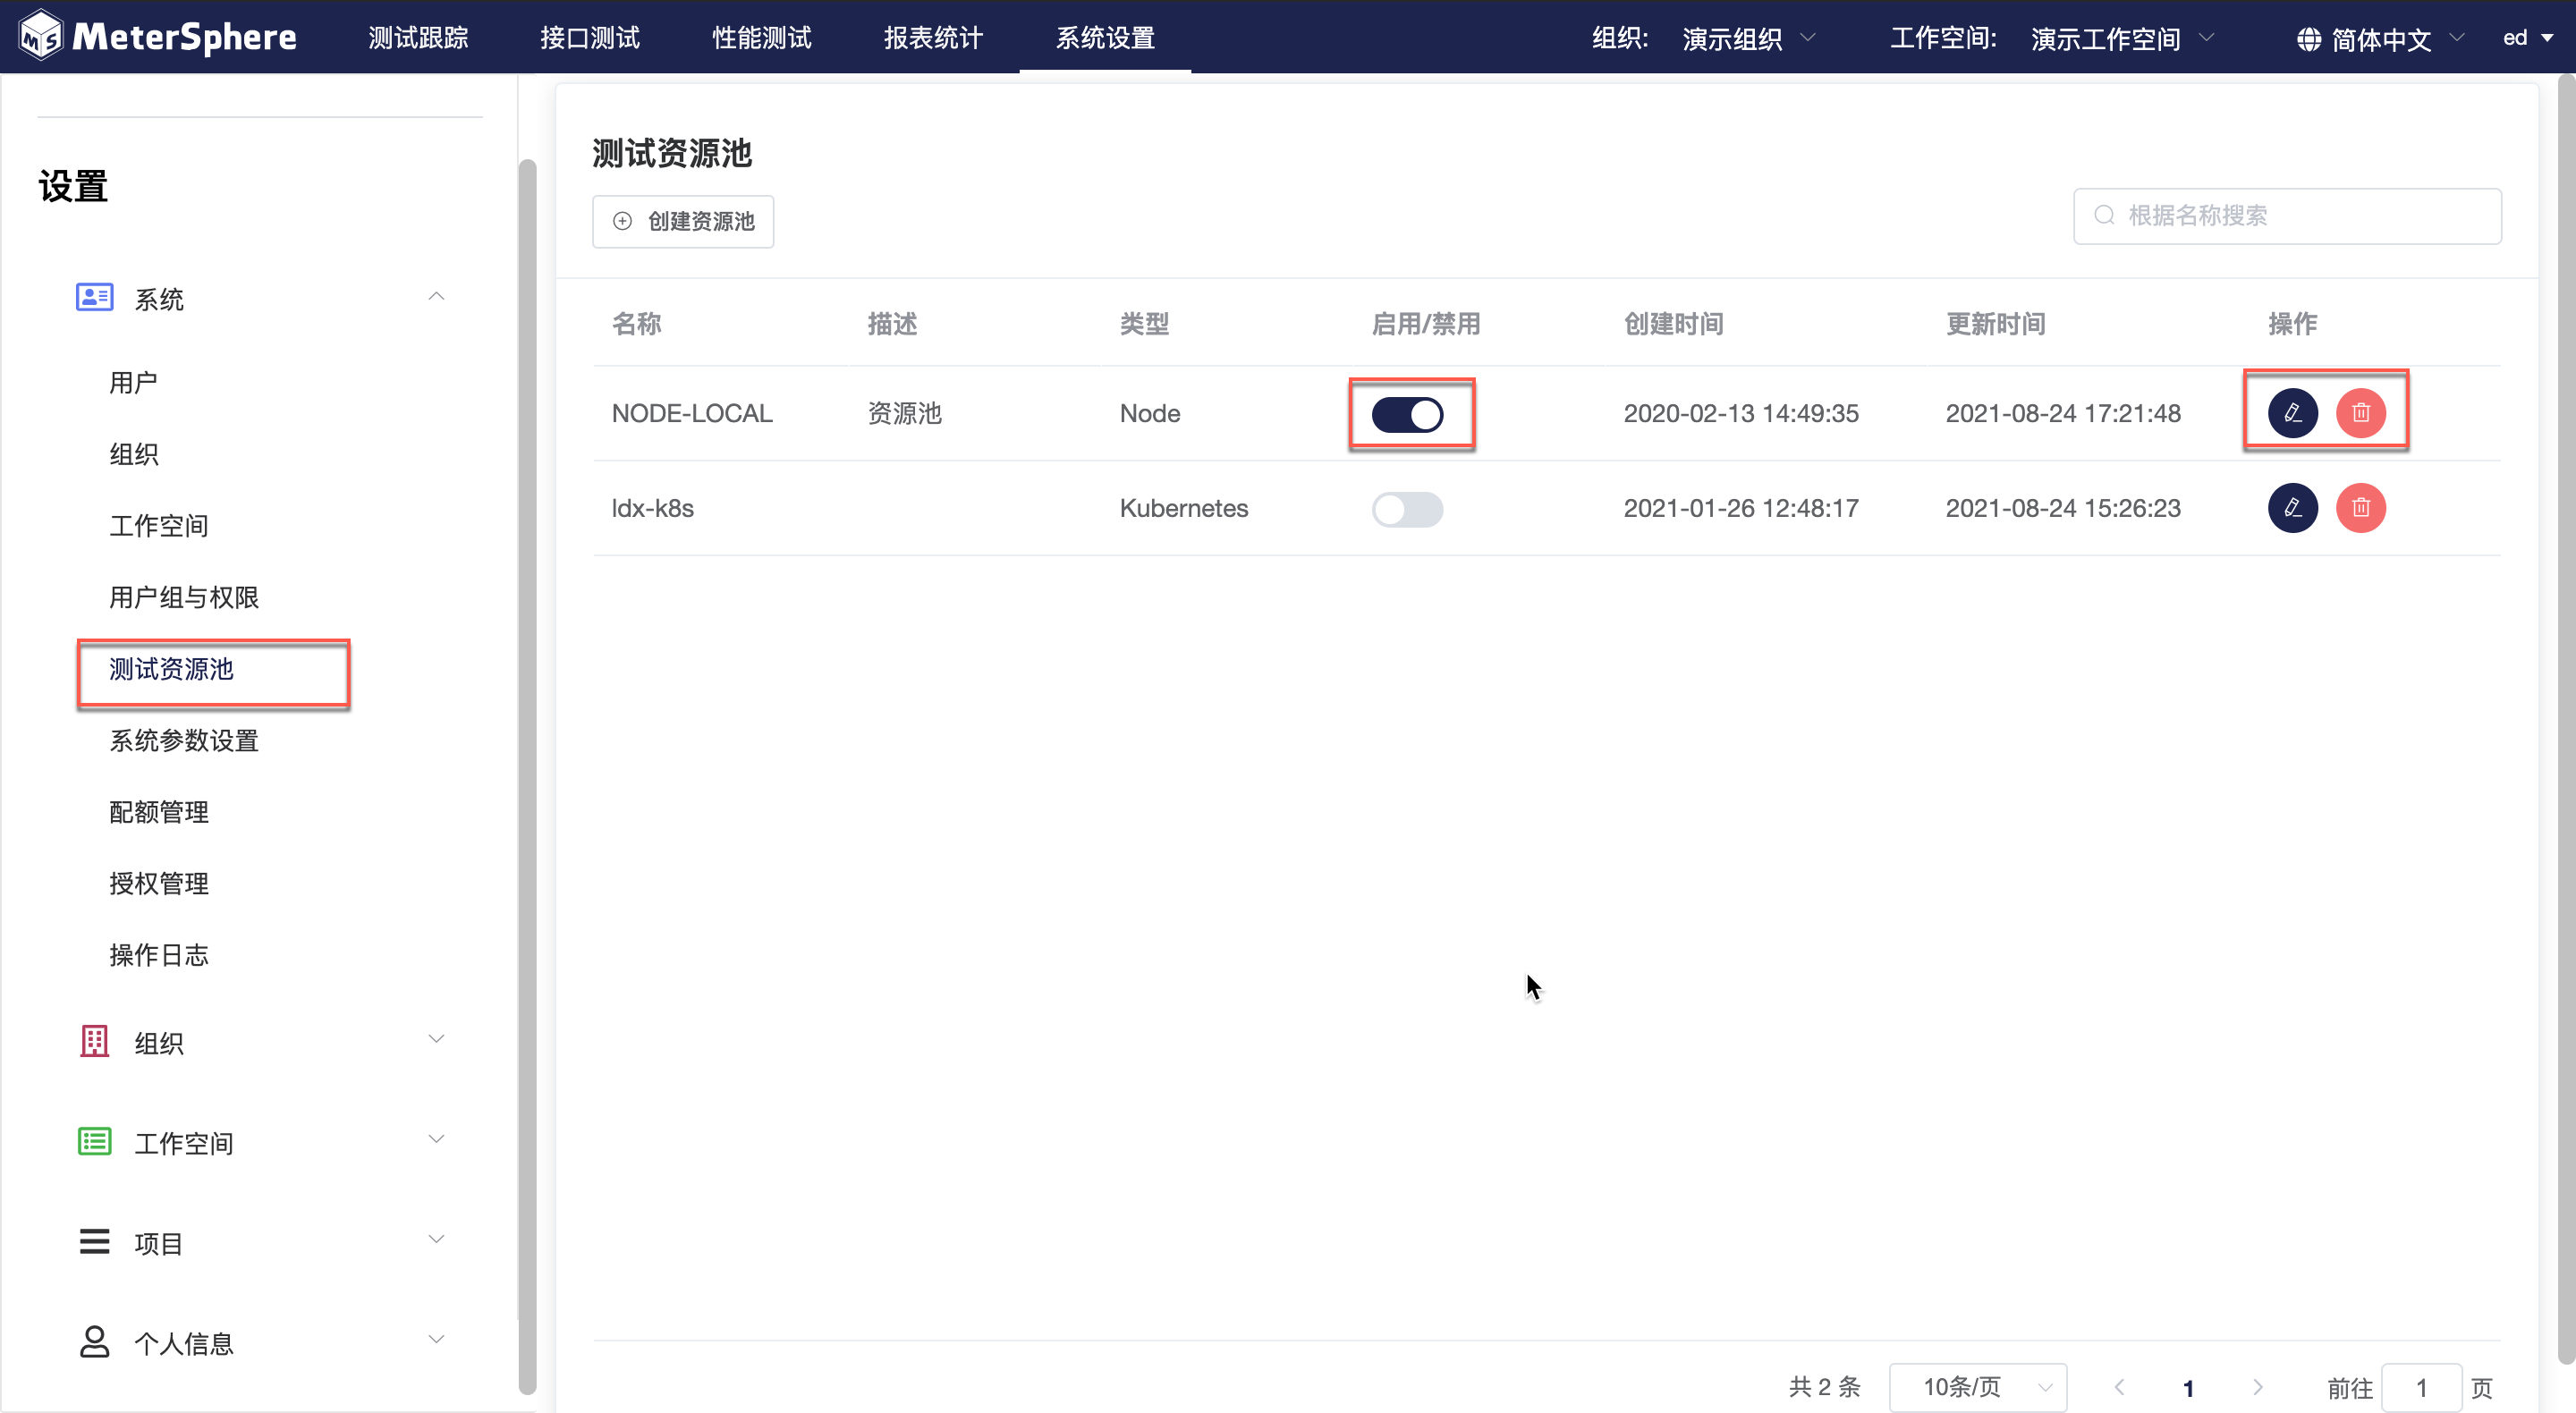 MS MeterSphere 测试跟踪 接口测试 性能测试 报表统计 系统设置 组织: 演示组织 工作空间: 演示工作空间 简体中文 ed
设置
系统
用户
组织
工作空间
用户组与权限
测试资源池
系统参数设置
配额管理
授权管理
操作日志
组织
工作空间
项目
个人信息
测试资源池
创建资源池 根据名称搜索
名称 描述 类型 启用/禁用 创建时间 更新时间 操作
NODE-LOCAL 资源池 Node 2020-02-13 14:49:35 2021-08-24 17:21:48
ldx-k8s Kubernetes 2021-01-26 12:48:17 2021-08-24 15:26:23
共 2 条 10条/页 1 前往 1 页